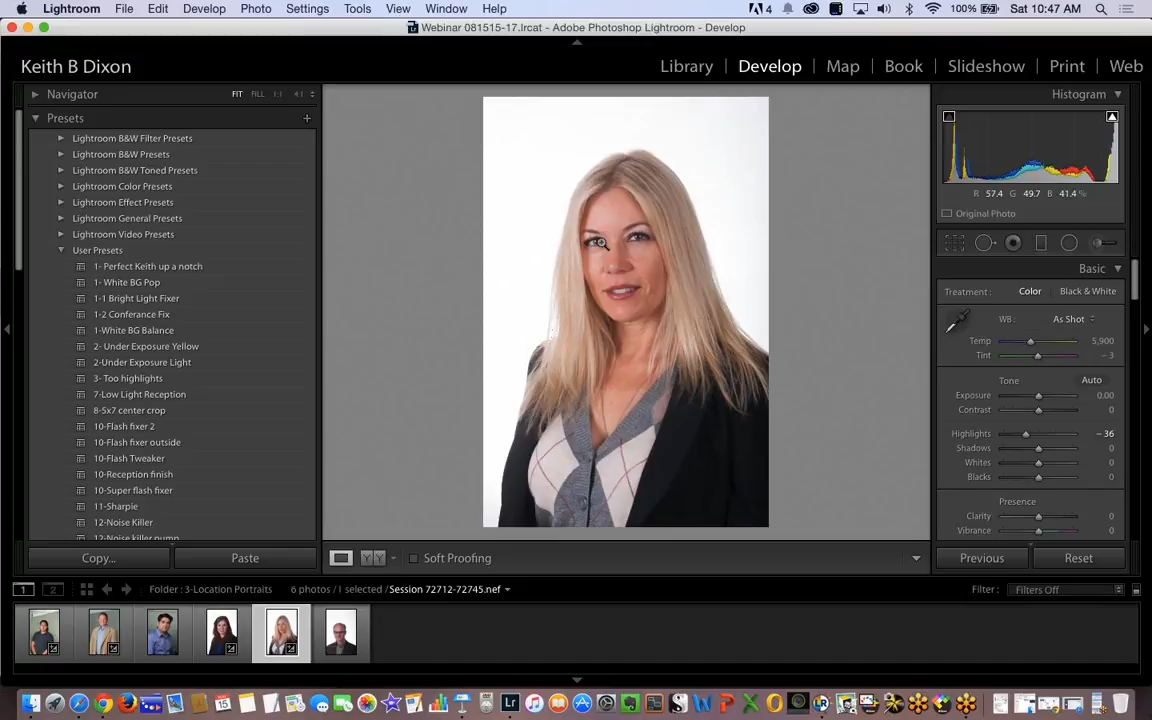 Lightroom File Edit Develop Photo Settings Tools View Window Help 4 100% Sat 10:47 AM
Webinar 081515-17.lrcat - Adobe Photoshop Lightroom - Develop
Keith B Dixon Library Develop Map Book Slideshow Print Web
Navigator FIT FILL 1:1
Histogram
Presets +
Lightroom B&W Filter Presets
Lightroom B&W Presets
Lightroom B&W Toned Presets
Lightroom Color Presets
Lightroom Effect Presets
Lightroom General Presets
Lightroom Video Presets
User Presets
1- Perfect Keith up a notch
1- White BG Pop
1-1 Bright Light Fixer
1-2 Conferance Fix
1-White BG Balance
2- Under Exposure Yellow
2-Under Exposure Light
3- Too highlights
7-Low Light Reception
8-5x7 center crop
10-Flash fixer 2
10-Flash fixer outside
10-Flash Tweaker
10-Reception finish
10-Super flash fixer
11-Sharpie
12-Noise Killer
12-Noise killer pump
R 57.4 G 49.7 B 41.4 %
Original Photo
Basic
Treatment : Color Black & White
WB : As Shot
Temp 5,900
Tint – 3
Tone Auto
Exposure 0.00
Contrast 0
Highlights – 36
Shadows 0
Whites 0
Blacks 0
Presence
Clarity 0
Vibrance 0
Copy... Paste Y Y Soft Proofing Previous Reset
1 2 Folder : 3-Location Portraits 6 photos / 1 selected / Session 72712-72745.nef Filter : Filters Off